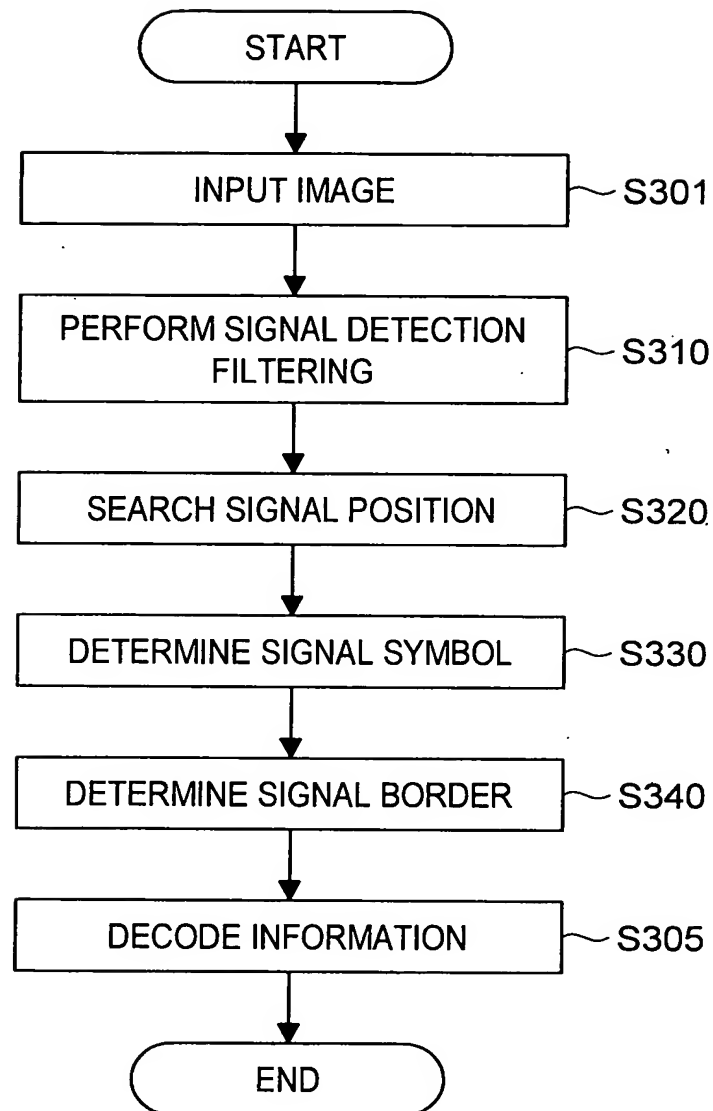 START
INPUT IMAGE
S301
PERFORM SIGNAL DETECTION
FILTERING
S310
SEARCH SIGNAL POSITION
S320
DETERMINE SIGNAL SYMBOL
S330
DETERMINE SIGNAL BORDER
S340
DECODE INFORMATION
S305
END